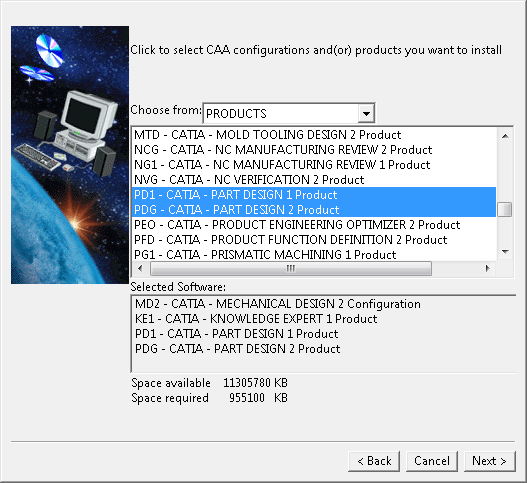 Click to select CAA configurations and(or) products you want to install
Choose from: PRODUCTS
MTD - CATIA - MOLD TOOLING DESIGN 2 Product
NCG - CATIA - NC MANUFACTURING REVIEW 2 Product
NG1 - CATIA - NC MANUFACTURING REVIEW 1 Product
NVG - CATIA - NC VERIFICATION 2 Product
PD1 - CATIA - PART DESIGN 1 Product
PDG - CATIA - PART DESIGN 2 Product
PEO - CATIA - PRODUCT ENGINEERING OPTIMIZER 2 Product
PFD - CATIA - PRODUCT FUNCTION DEFINITION 2 Product
PG1 - CATIA - PRISMATIC MACHINING 1 Product
Selected Software:
MD2 - CATIA - MECHANICAL DESIGN 2 Configuration
KE1 - CATIA - KNOWLEDGE EXPERT 1 Product
PD1 - CATIA - PART DESIGN 1 Product
PDG - CATIA - PART DESIGN 2 Product
Space available 11305780 KB
Space required 955100 KB
< Back Cancel Next >